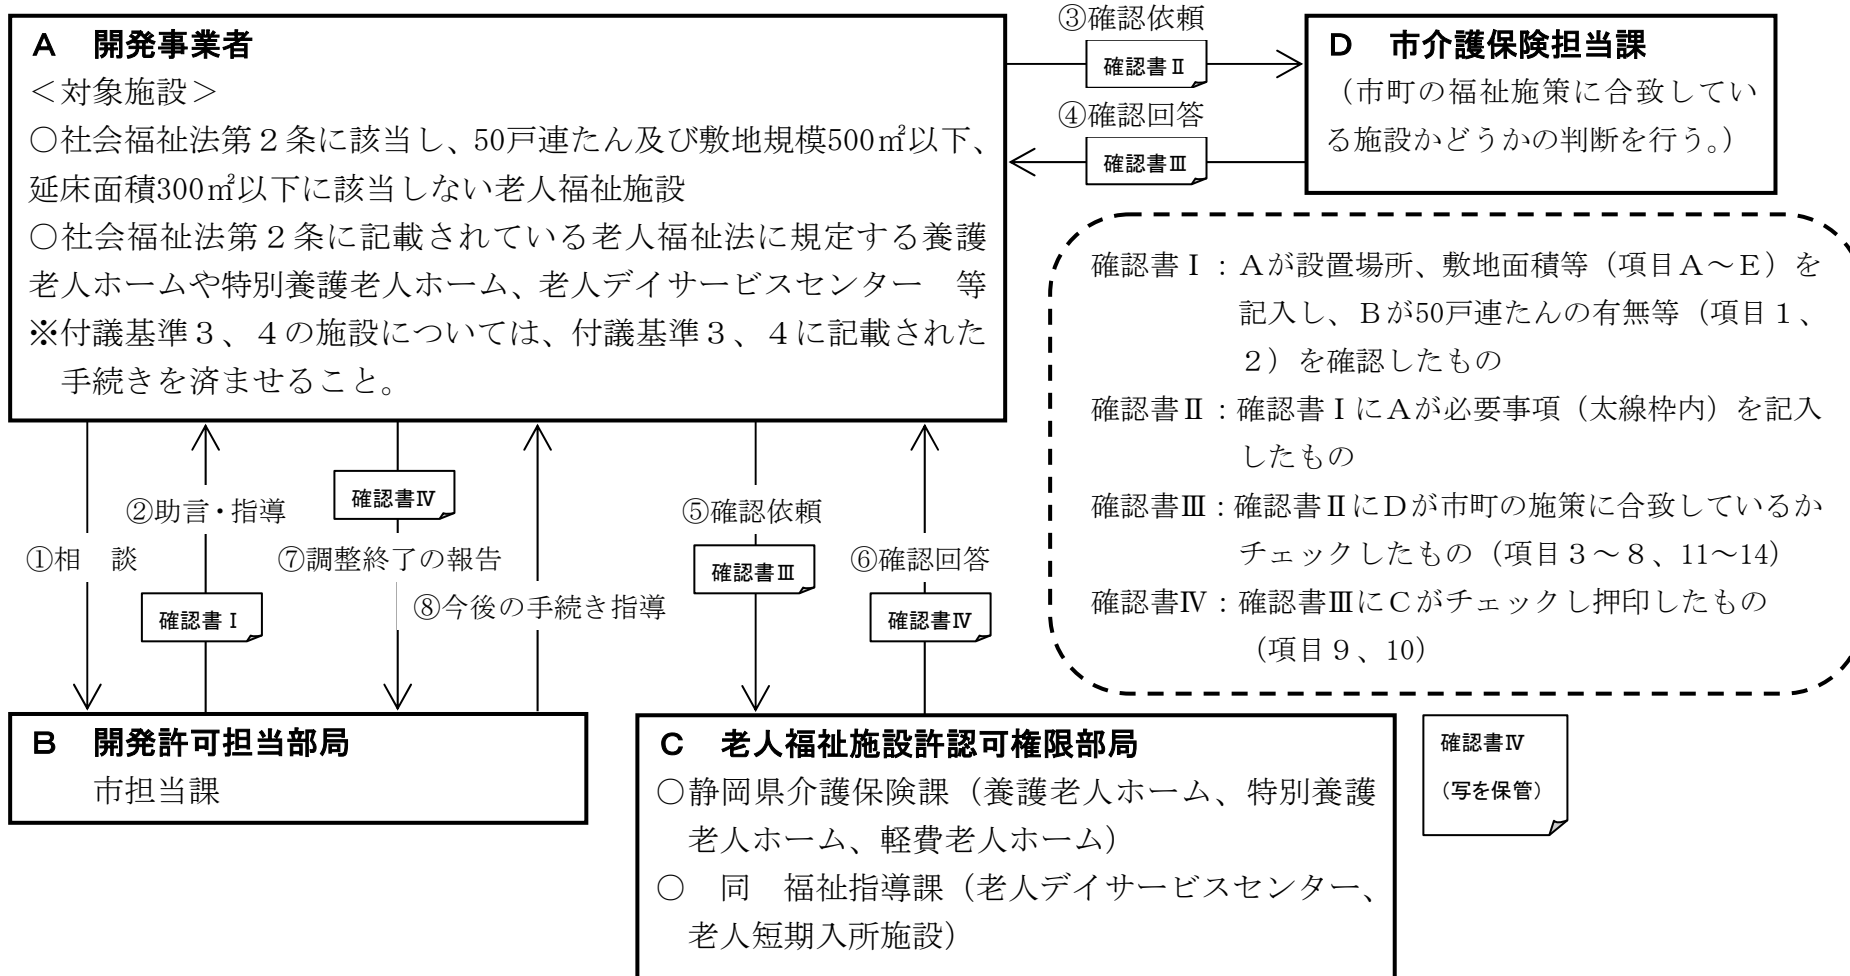 A　開発事業者
＜対象施設＞
○社会福祉法第２条に該当し、50戸連たん及び敷地規模500㎡以下、
延床面積300㎡以下に該当しない老人福祉施設
○社会福祉法第２条に記載されている老人福祉法に規定する養護
老人ホームや特別養護老人ホーム、老人デイサービスセンター　等
※付議基準３、４の施設については、付議基準３、４に記載された
手続きを済ませること。
③確認依頼
確認書Ⅱ
④確認回答
確認書Ⅲ
D　市介護保険担当課
（市町の福祉施策に合致してい
る施設かどうかの判断を行う。）
確認書Ⅰ：Aが設置場所、敷地面積等（項目A～E）を
記入し、Bが50戸連たんの有無等（項目１、
２）を確認したもの
確認書Ⅱ：確認書ⅠにAが必要事項（太線枠内）を記入
したもの
確認書Ⅲ：確認書ⅡにDが市町の施策に合致しているか
チェックしたもの（項目３～８、11～14）
確認書Ⅳ：確認書ⅢにCがチェックし押印したもの
（項目９、10）
①相　談
②助言・指導
確認書Ⅰ
確認書Ⅳ
⑦調整終了の報告
⑧今後の手続き指導
⑤確認依頼
確認書Ⅲ
⑥確認回答
確認書Ⅳ
B　開発許可担当部局
市担当課
C　老人福祉施設許認可権限部局
○静岡県介護保険課（養護老人ホーム、特別養護
老人ホーム、軽費老人ホーム）
○　同　福祉指導課（老人デイサービスセンター、
老人短期入所施設）
確認書Ⅳ
（写を保管）